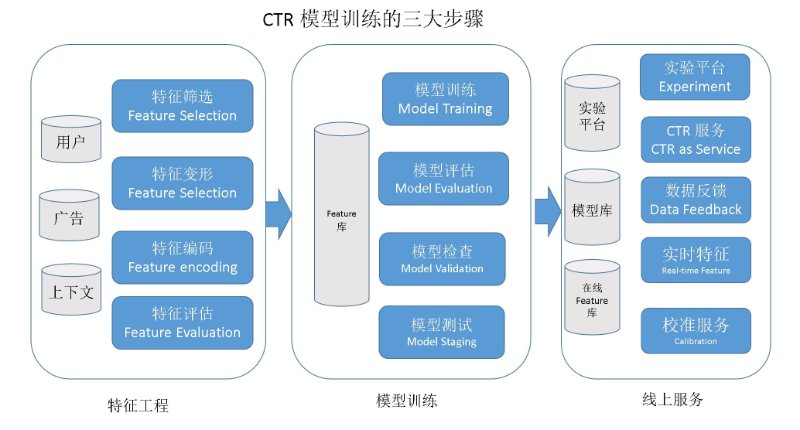 CTR 模型训练的三大步骤
用户
广告
上下文
特征筛选
Feature Selection
特征变形
Feature Selection
特征编码
Feature encoding
特征评估
Feature Evaluation
特征工程
Feature
库
模型训练
Model Training
模型评估
Model Evaluation
模型检查
Model Validation
模型测试
Model Staging
模型训练
实验
平台
模型库
在线
Feature
库
实验平台
Experiment
CTR 服务
CTR as Service
数据反馈
Data Feedback
实时特征
Real-time Feature
校准服务
Calibration
线上服务